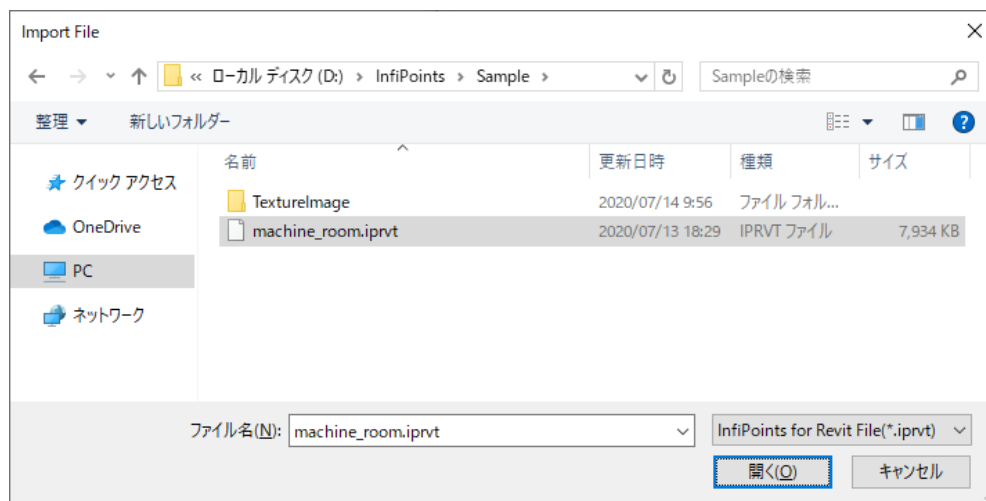 Import File
« ローカル ディスク (D:) › InfiPoints › Sample ›
Sampleの検索
整理
新しいフォルダー
名前 更新日時 種類 サイズ
クイック アクセス
OneDrive
PC
ネットワーク
TextureImage 2020/07/14 9:56 ファイル フォル...
machine_room.iprvt 2020/07/13 18:29 IPRVT ファイル 7,934 KB
ファイル名(N): machine_room.iprvt
InfiPoints for Revit File(*.iprvt)
開く(O)
キャンセル